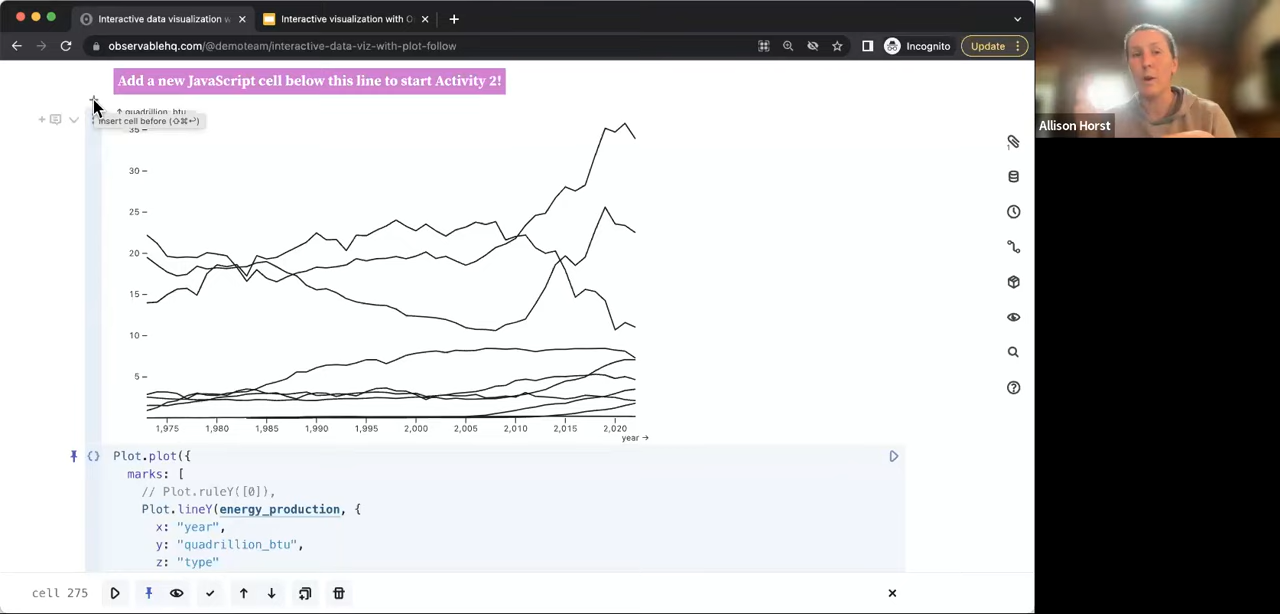 Interactive data visualization w
Interactive visualization with O
observablehq.com/@demoteam/interactive-data-viz-with-plot-follow
Incognito
Update
Allison Horst
Add a new JavaScript cell below this line to start Activity 2!
↑ quadrillion_btu
Insert cell before (⇧⌘↩)
35
30
25
20
15
10
5
1,975 1,980 1,985 1,990 1,995 2,000 2,005 2,010 2,015 2,020
year →
Plot.plot({
marks: [
// Plot.ruleY([0]),
Plot.lineY(energy_production, {
x: "year",
y: "quadrillion_btu",
z: "type"
cell 275